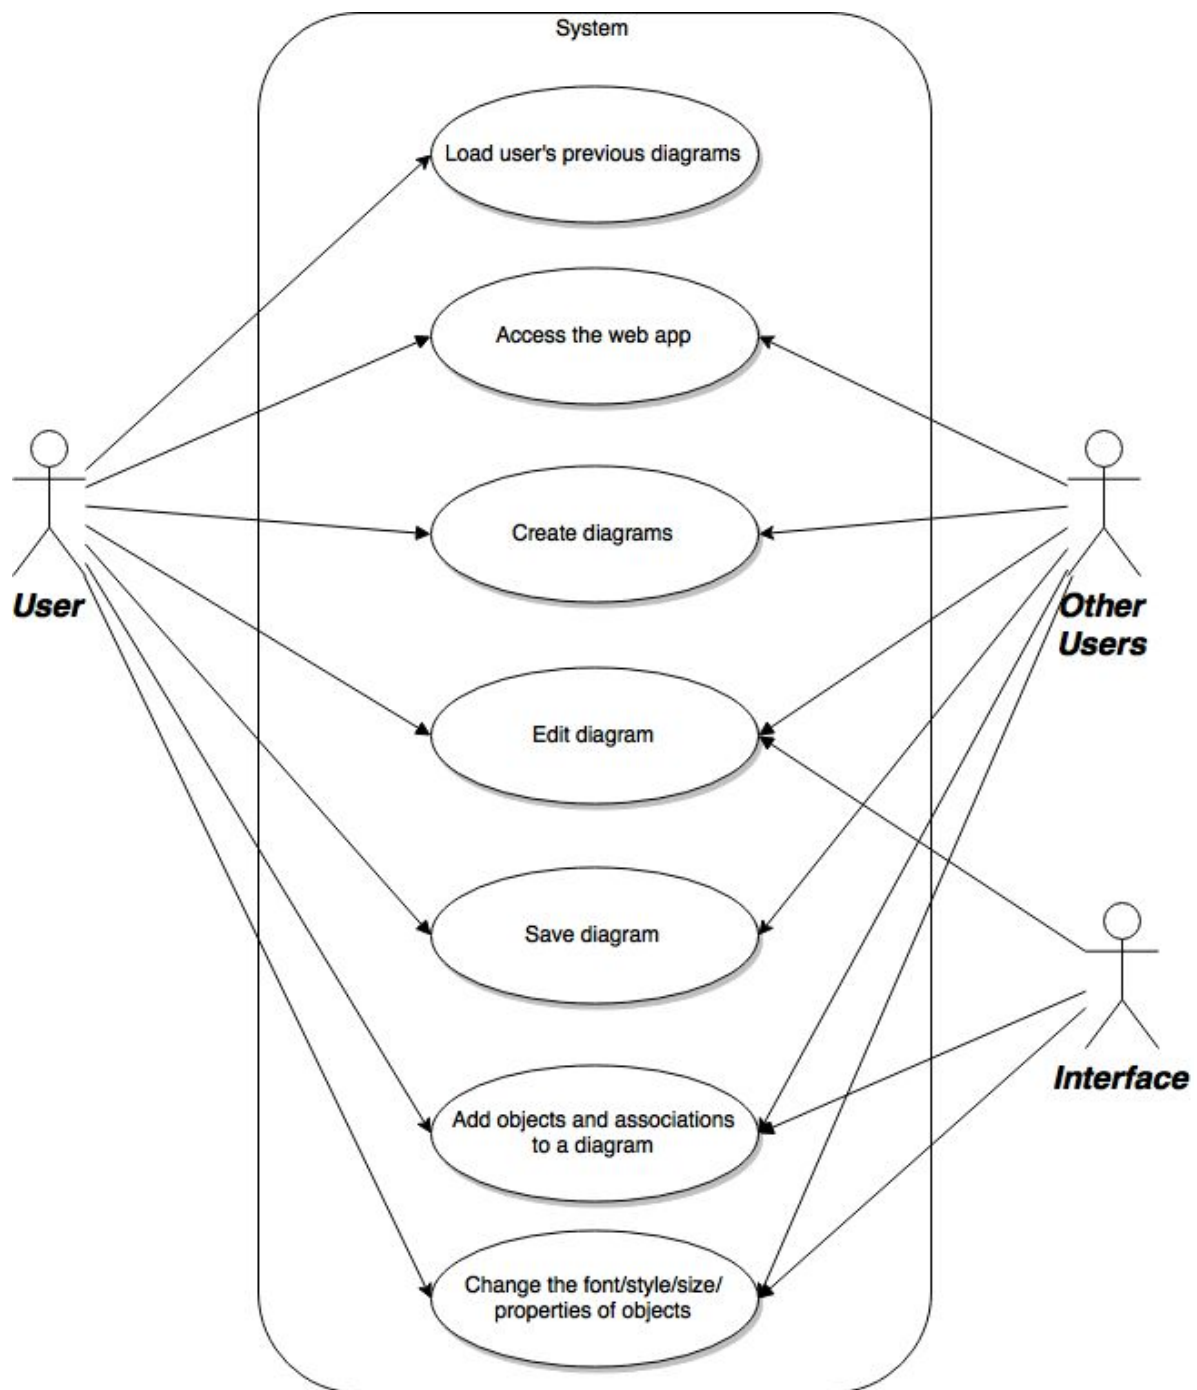 System
Load user's previous diagrams
Access the web app
Create diagrams
User
Other
Users
Edit diagram
Save diagram
Interface
Add objects and associations
to a diagram
Change the font/style/size/
properties of objects